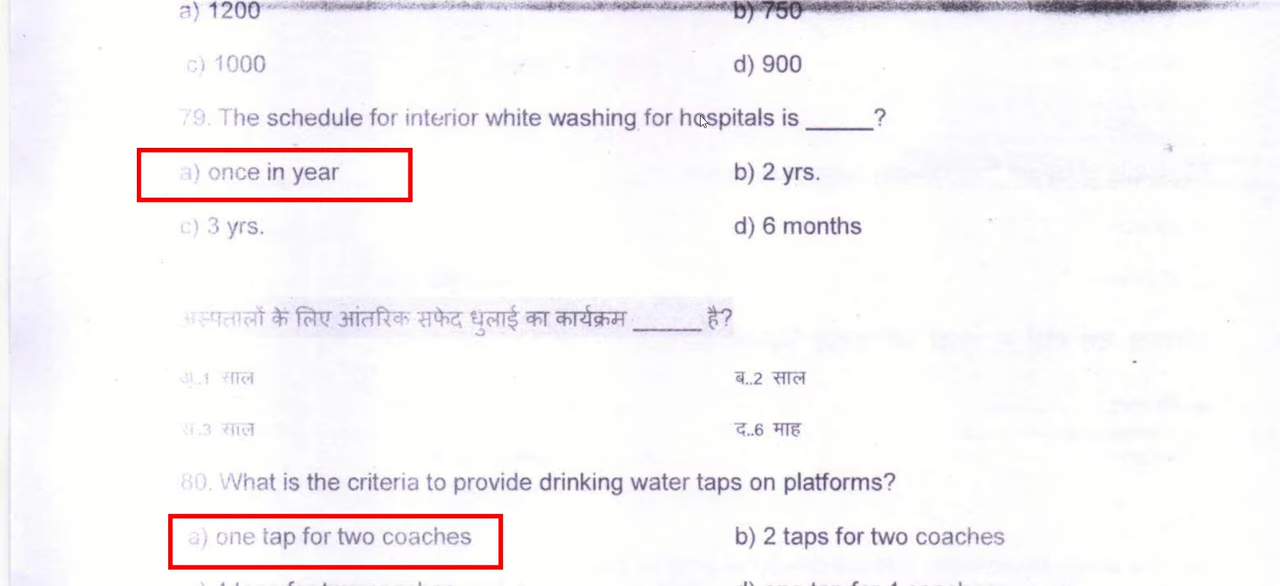 a) 1200 b) 750
c) 1000 d) 900
79. The schedule for interior white washing for hospitals is _____?
a) once in year b) 2 yrs.
c) 3 yrs. d) 6 months
अस्पतालों के लिए आंतरिक सफेद धुलाई का कार्यक्रम ______ है?
अ..1 साल ब..2 साल
स.3 साल द..6 माह
80. What is the criteria to provide drinking water taps on platforms?
a) one tap for two coaches b) 2 taps for two coaches